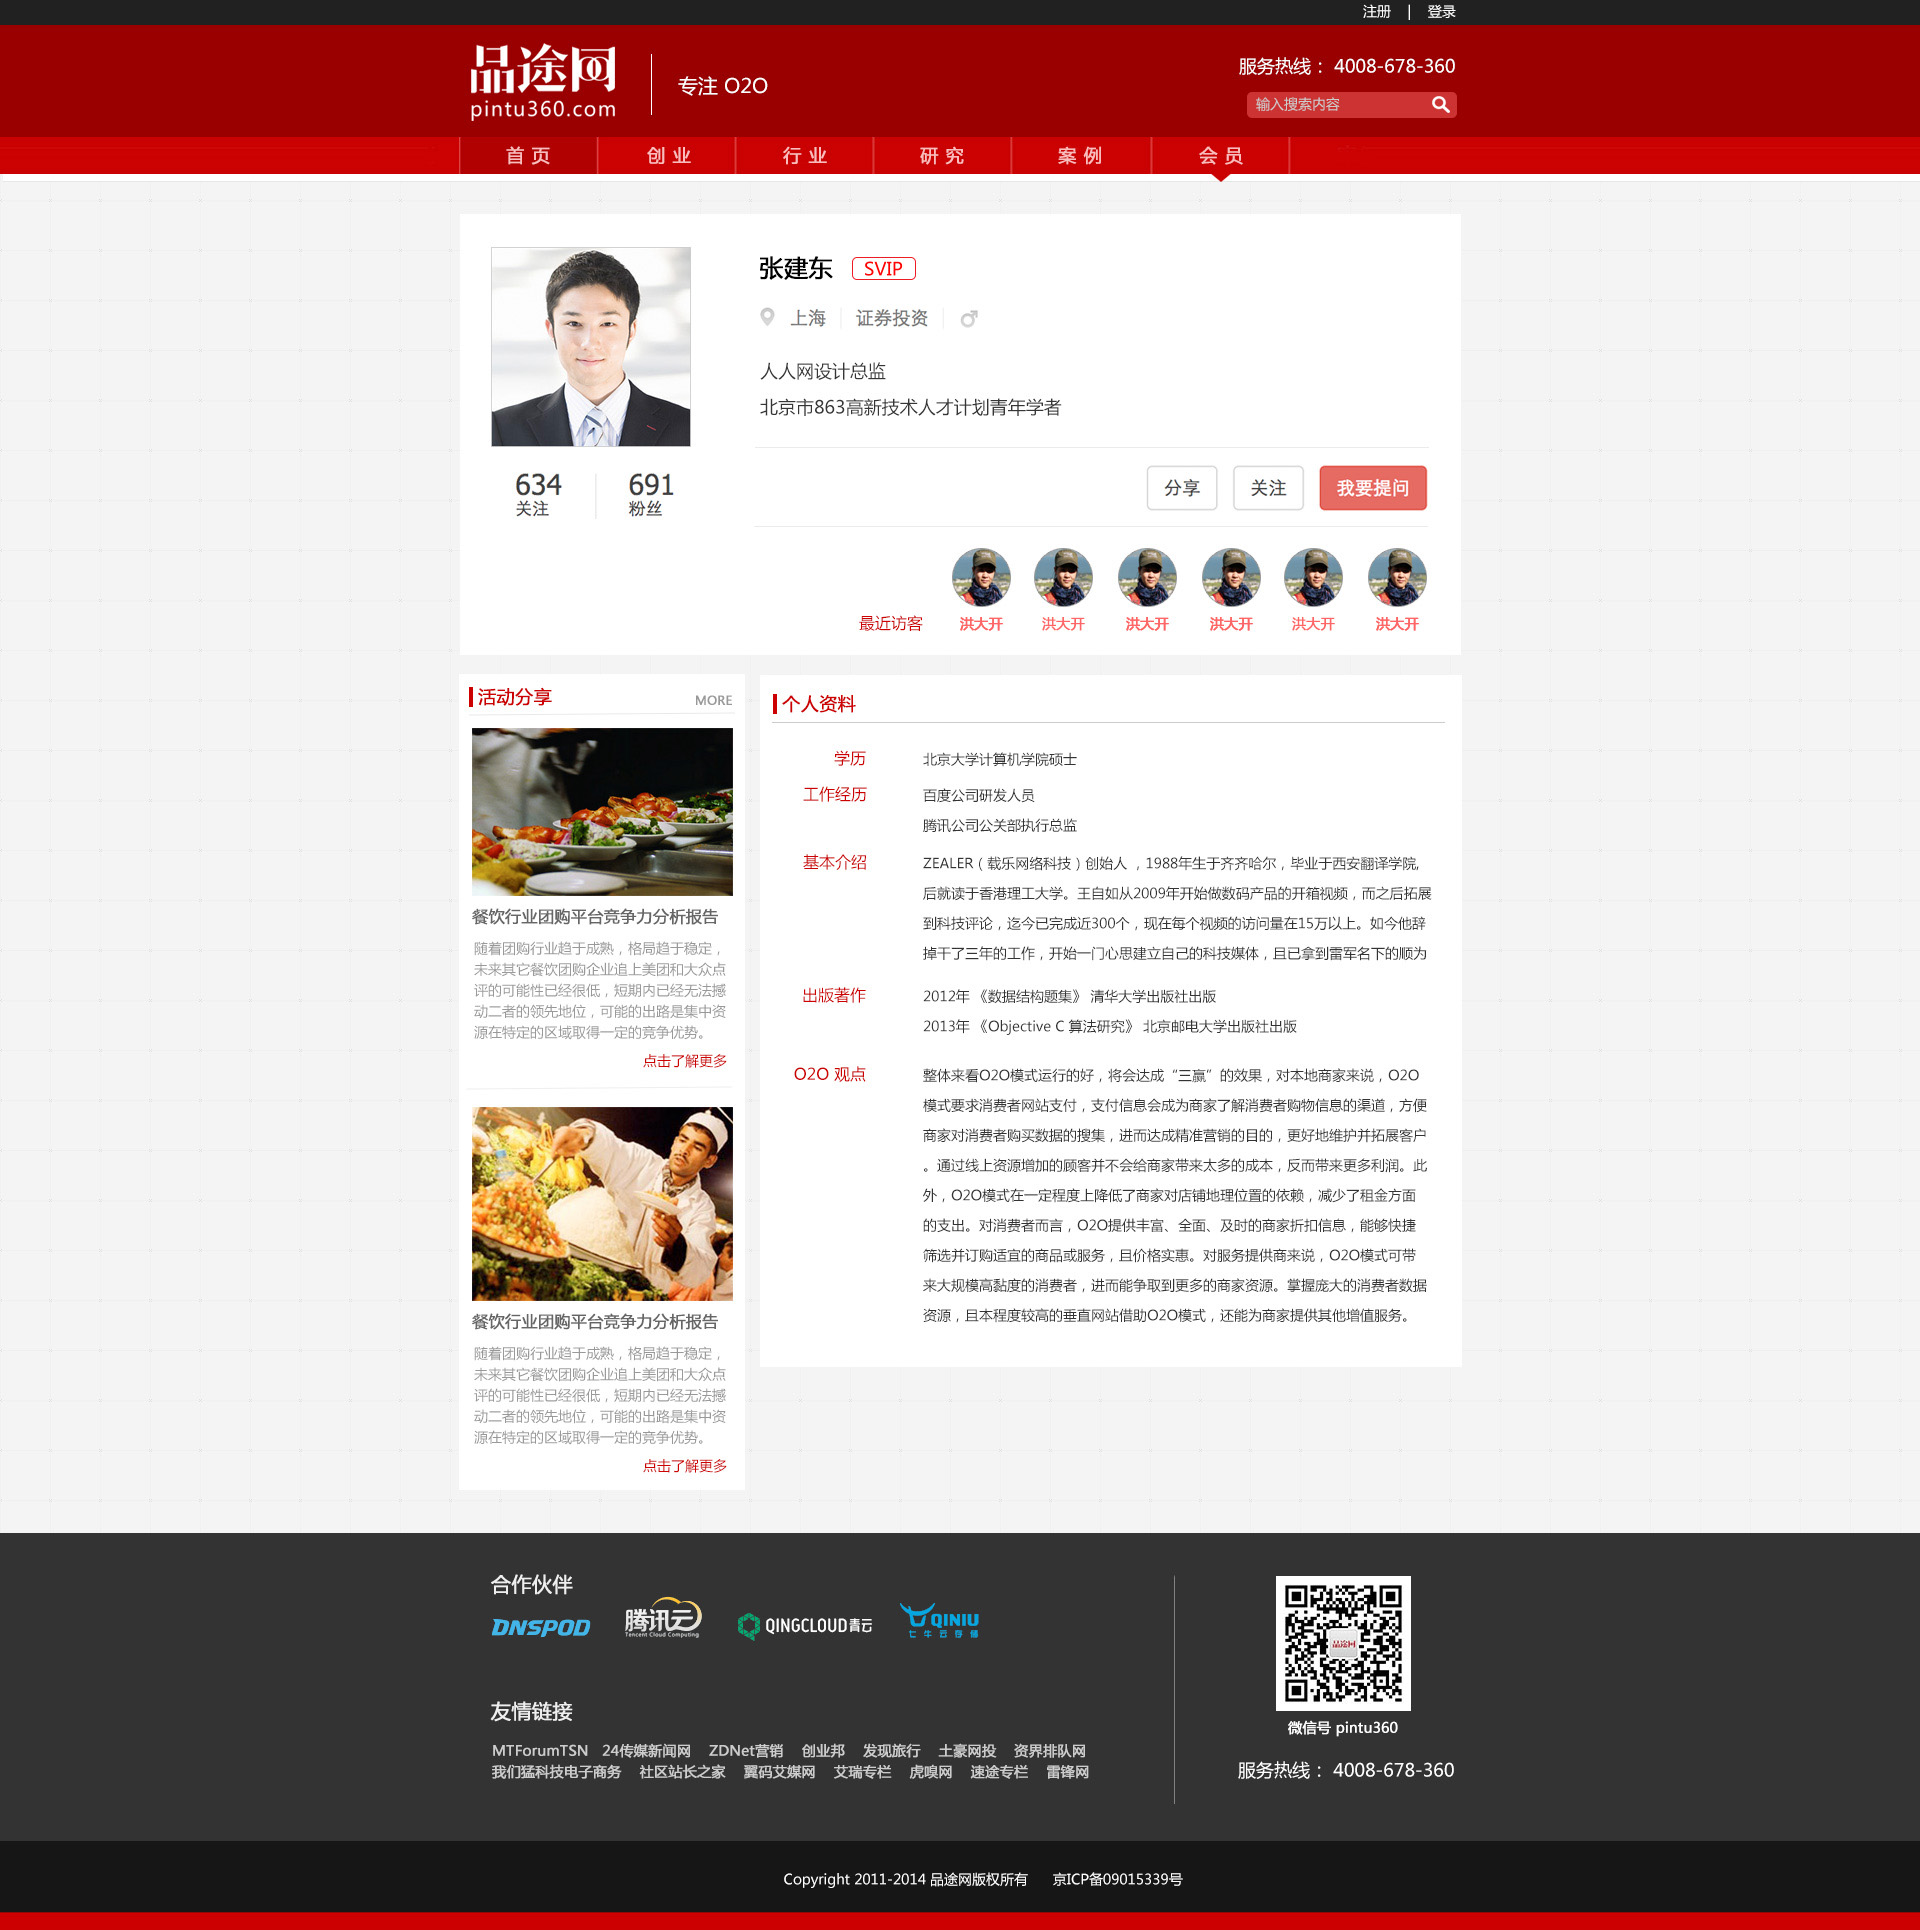 注册 | 登录
品途网
pintu360.com
专注 O2O
服务热线： 4008-678-360
输入搜索内容
首页 创业 行业 研究 案例 会员
张建东 SVIP
上海 证券投资
人人网设计总监
北京市863高新技术人才计划青年学者
634 691
关注 粉丝
分享 关注 我要提问
最近访客 洪大开 洪大开 洪大开 洪大开 洪大开 洪大开
活动分享 MORE
餐饮行业团购平台竞争力分析报告
随着团购行业趋于成熟，格局趋于稳定，
未来其它餐饮团购企业追上美团和大众点
评的可能性已经很低，短期内已经无法撼
动二者的领先地位，可能的出路是集中资
源在特定的区域取得一定的竞争优势。
点击了解更多
餐饮行业团购平台竞争力分析报告
随着团购行业趋于成熟，格局趋于稳定，
未来其它餐饮团购企业追上美团和大众点
评的可能性已经很低，短期内已经无法撼
动二者的领先地位，可能的出路是集中资
源在特定的区域取得一定的竞争优势。
点击了解更多
个人资料
学历 北京大学计算机学院硕士
工作经历 百度公司研发人员
腾讯公司公关部执行总监
基本介绍 ZEALER（载乐网络科技）创始人 ，1988年生于齐齐哈尔，毕业于西安翻译学院,
后就读于香港理工大学。王自如从2009年开始做数码产品的开箱视频，而之后拓展
到科技评论，迄今已完成近300个，现在每个视频的访问量在15万以上。如今他辞
掉干了三年的工作，开始一门心思建立自己的科技媒体，且已拿到雷军名下的顺为
出版著作 2012年 《数据结构题集》 清华大学出版社出版
2013年 《Objective C 算法研究》 北京邮电大学出版社出版
O2O 观点 整体来看O2O模式运行的好，将会达成“三赢”的效果，对本地商家来说，O2O
模式要求消费者网站支付，支付信息会成为商家了解消费者购物信息的渠道，方便
商家对消费者购买数据的搜集，进而达成精准营销的目的，更好地维护并拓展客户
。通过线上资源增加的顾客并不会给商家带来太多的成本，反而带来更多利润。此
外，O2O模式在一定程度上降低了商家对店铺地理位置的依赖，减少了租金方面
的支出。对消费者而言，O2O提供丰富、全面、及时的商家折扣信息，能够快捷
筛选并订购适宜的商品或服务，且价格实惠。对服务提供商来说，O2O模式可带
来大规模高黏度的消费者，进而能争取到更多的商家资源。掌握庞大的消费者数据
资源，且本程度较高的垂直网站借助O2O模式，还能为商家提供其他增值服务。
合作伙伴
DNSPOD 腾讯云 Tencent Cloud Computing QINGCLOUD青云 QINIU 七牛云存储
品途网
微信号 pintu360
服务热线： 4008-678-360
友情链接
MTForumTSN 24传媒新闻网 ZDNet营销 创业邦 发现旅行 土豪网投 资界排队网
我们猛科技电子商务 社区站长之家 翼码艾媒网 艾瑞专栏 虎嗅网 速途专栏 雷锋网
Copyright 2011-2014 品途网版权所有 京ICP备09015339号